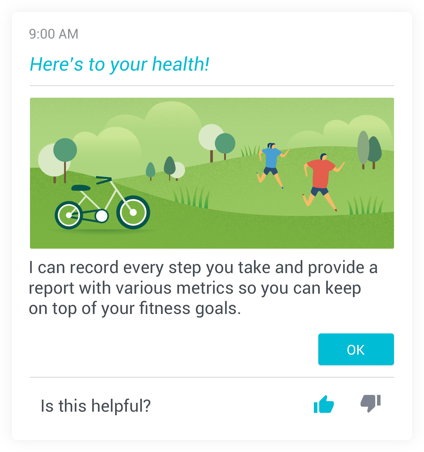 9:00 AM
Here's to your health!
I can record every step you take and provide a
report with various metrics so you can keep
on top of your fitness goals.
OK
Is this helpful?